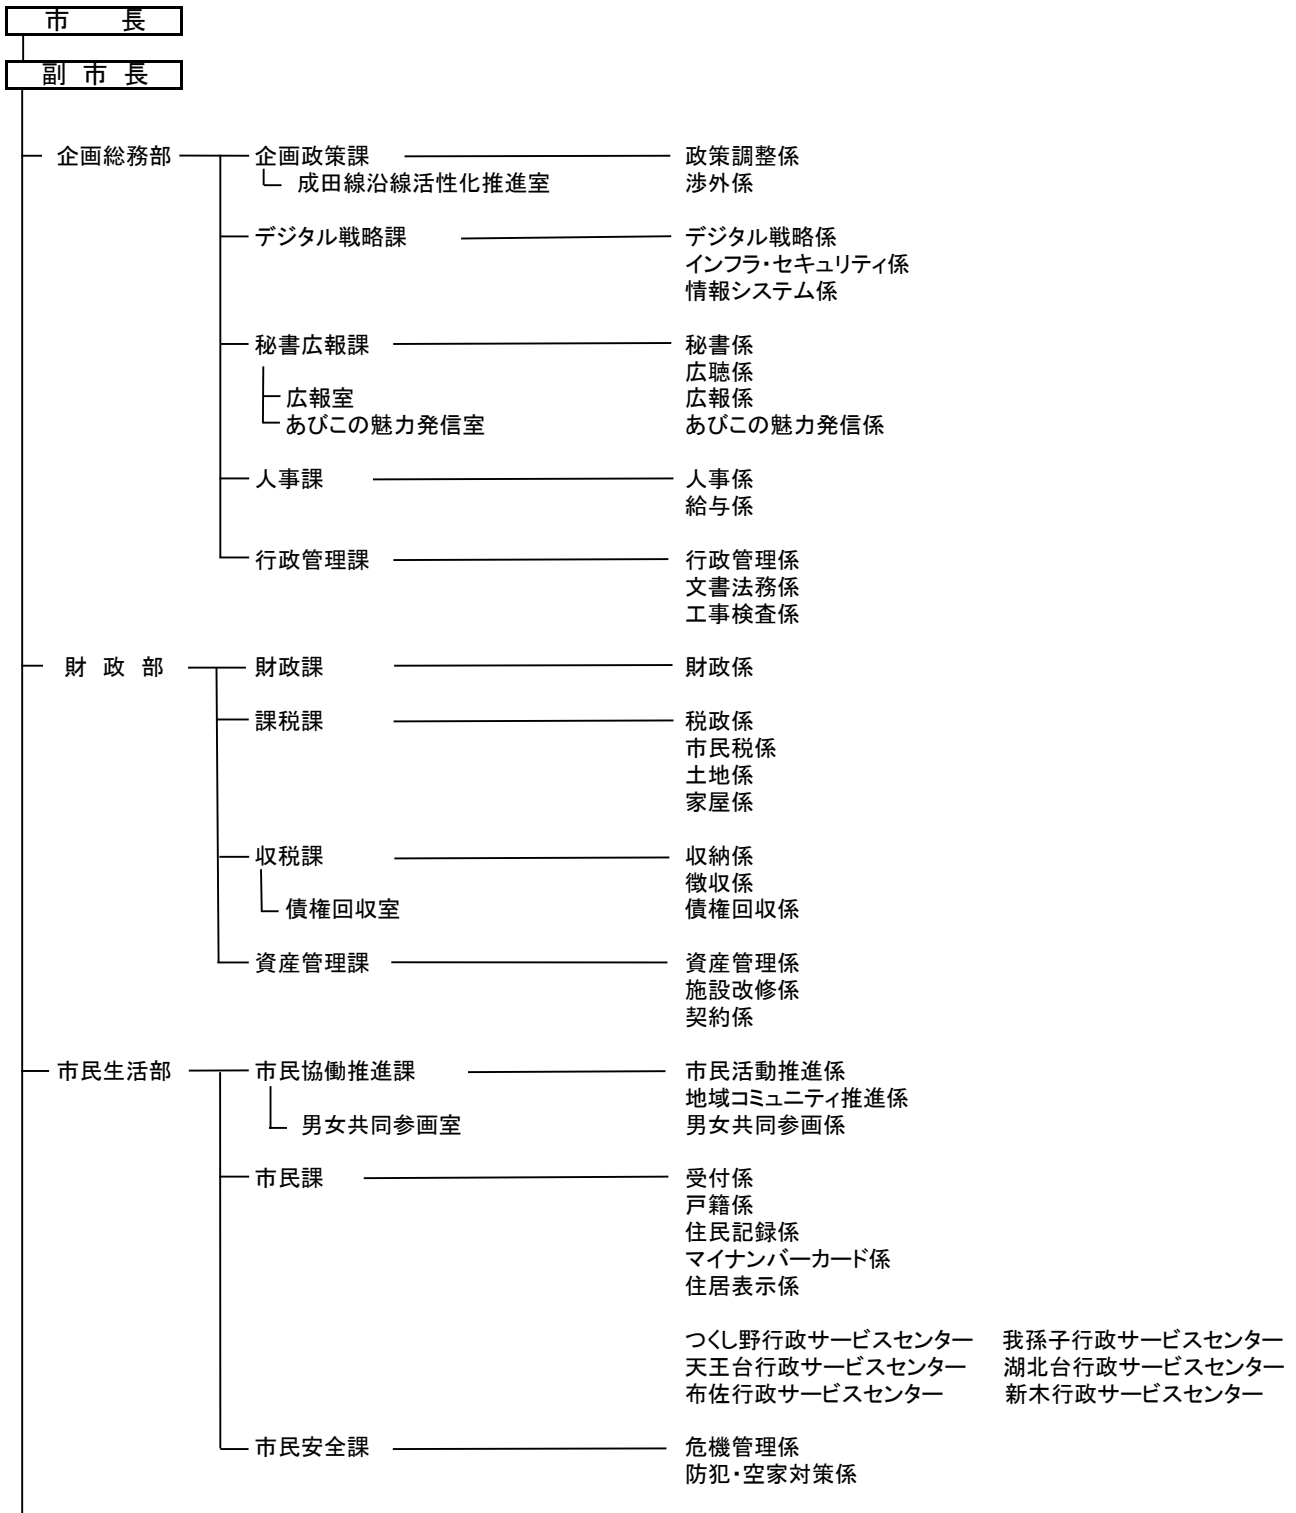 市　　長
副　市　長
企画総務部　企画政策課　政策調整係
成田線沿線活性化推進室　渉外係
デジタル戦略課　デジタル戦略係
インフラ・セキュリティ係
情報システム係
秘書広報課　秘書係
広聴係
広報室　広報係
あびこの魅力発信室　あびこの魅力発信係
人事課　人事係
給与係
行政管理課　行政管理係
文書法務係
工事検査係
財　政　部　財政課　財政係
課税課　税政係
市民税係
土地係
家屋係
収税課　収納係
徴収係
債権回収室　債権回収係
資産管理課　資産管理係
施設改修係
契約係
市民生活部　市民協働推進課　市民活動推進係
地域コミュニティ推進係
男女共同参画室　男女共同参画係
市民課　受付係
戸籍係
住民記録係
マイナンバーカード係
住居表示係
つくし野行政サービスセンター　我孫子行政サービスセンター
天王台行政サービスセンター　湖北台行政サービスセンター
布佐行政サービスセンター　新木行政サービスセンター
市民安全課　危機管理係
防犯・空家対策係